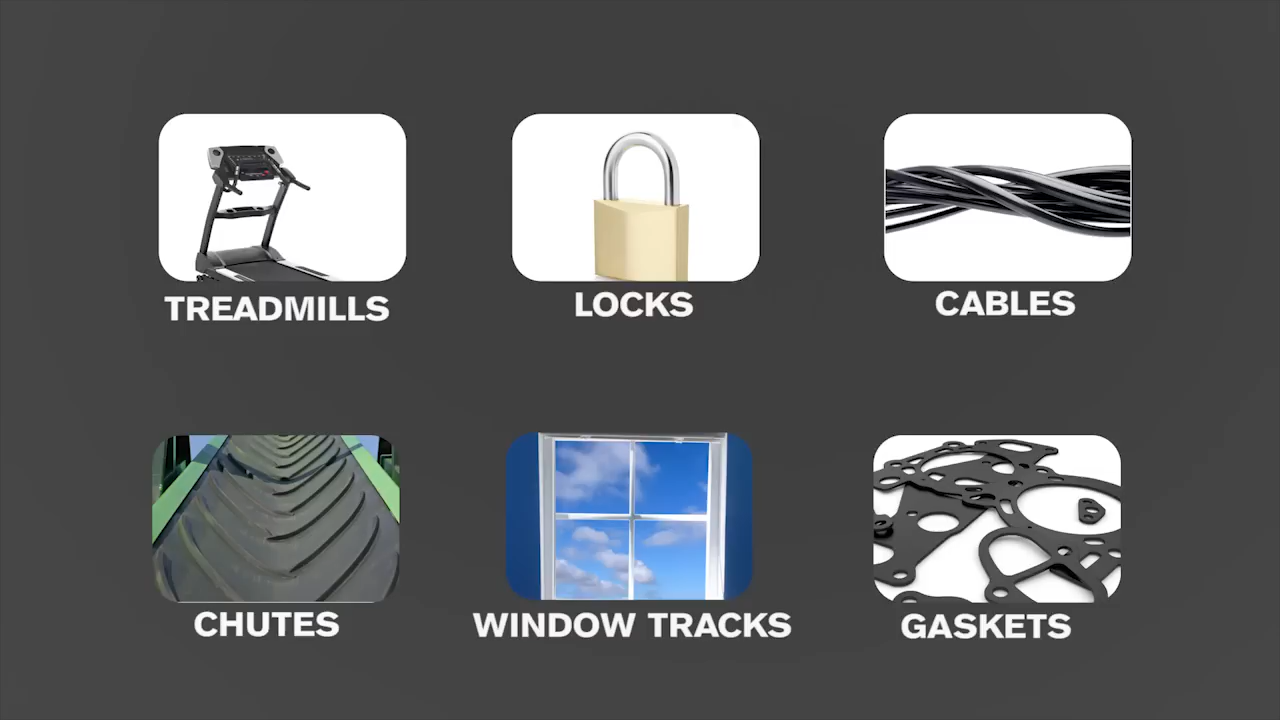 TREADMILLS
LOCKS
CABLES
CHUTES
WINDOW TRACKS
GASKETS